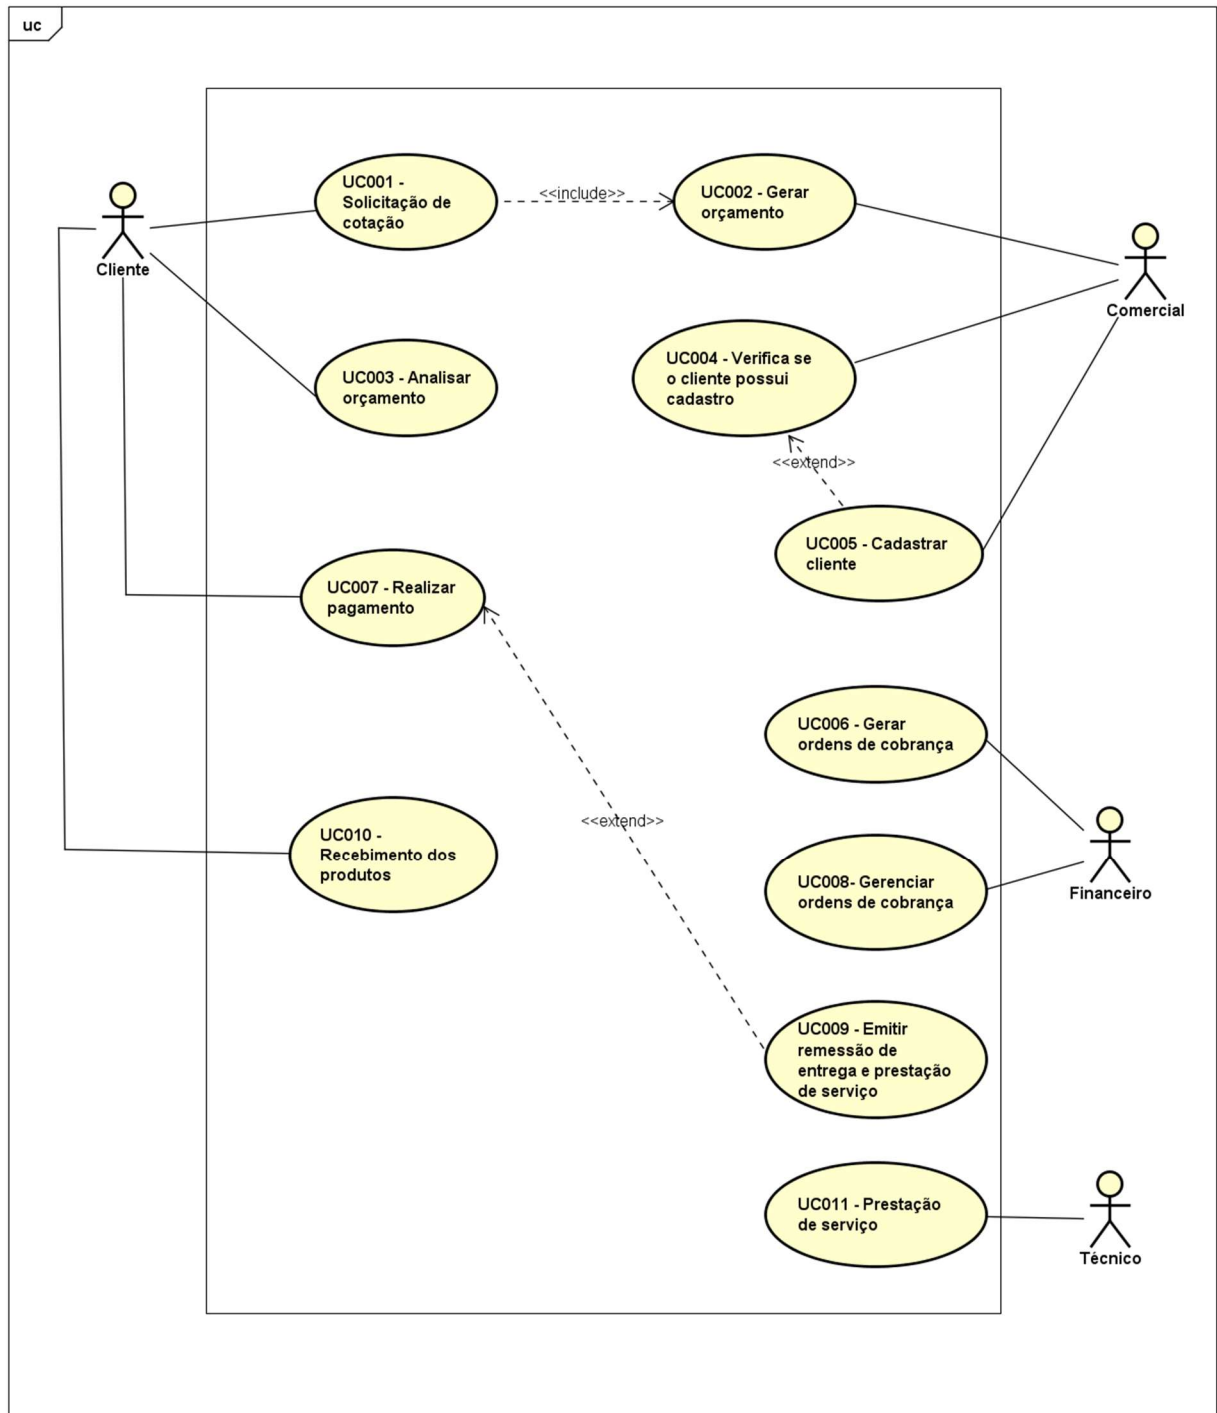 uc
UC001 -
Solicitação de
cotação
<<include>>
UC002 - Gerar
orçamento
Cliente
Comercial
UC003 - Analisar
orçamento
UC004 - Verifica se
o cliente possui
cadastro
<<extend>>
UC005 - Cadastrar
cliente
UC007 - Realizar
pagamento
UC006 - Gerar
ordens de cobrança
<<extend>>
UC010 -
Recebimento dos
produtos
UC008- Gerenciar
ordens de cobrança
Financeiro
UC009 - Emitir
remessão de
entrega e prestação
de serviço
UC011 - Prestação
de serviço
Técnico